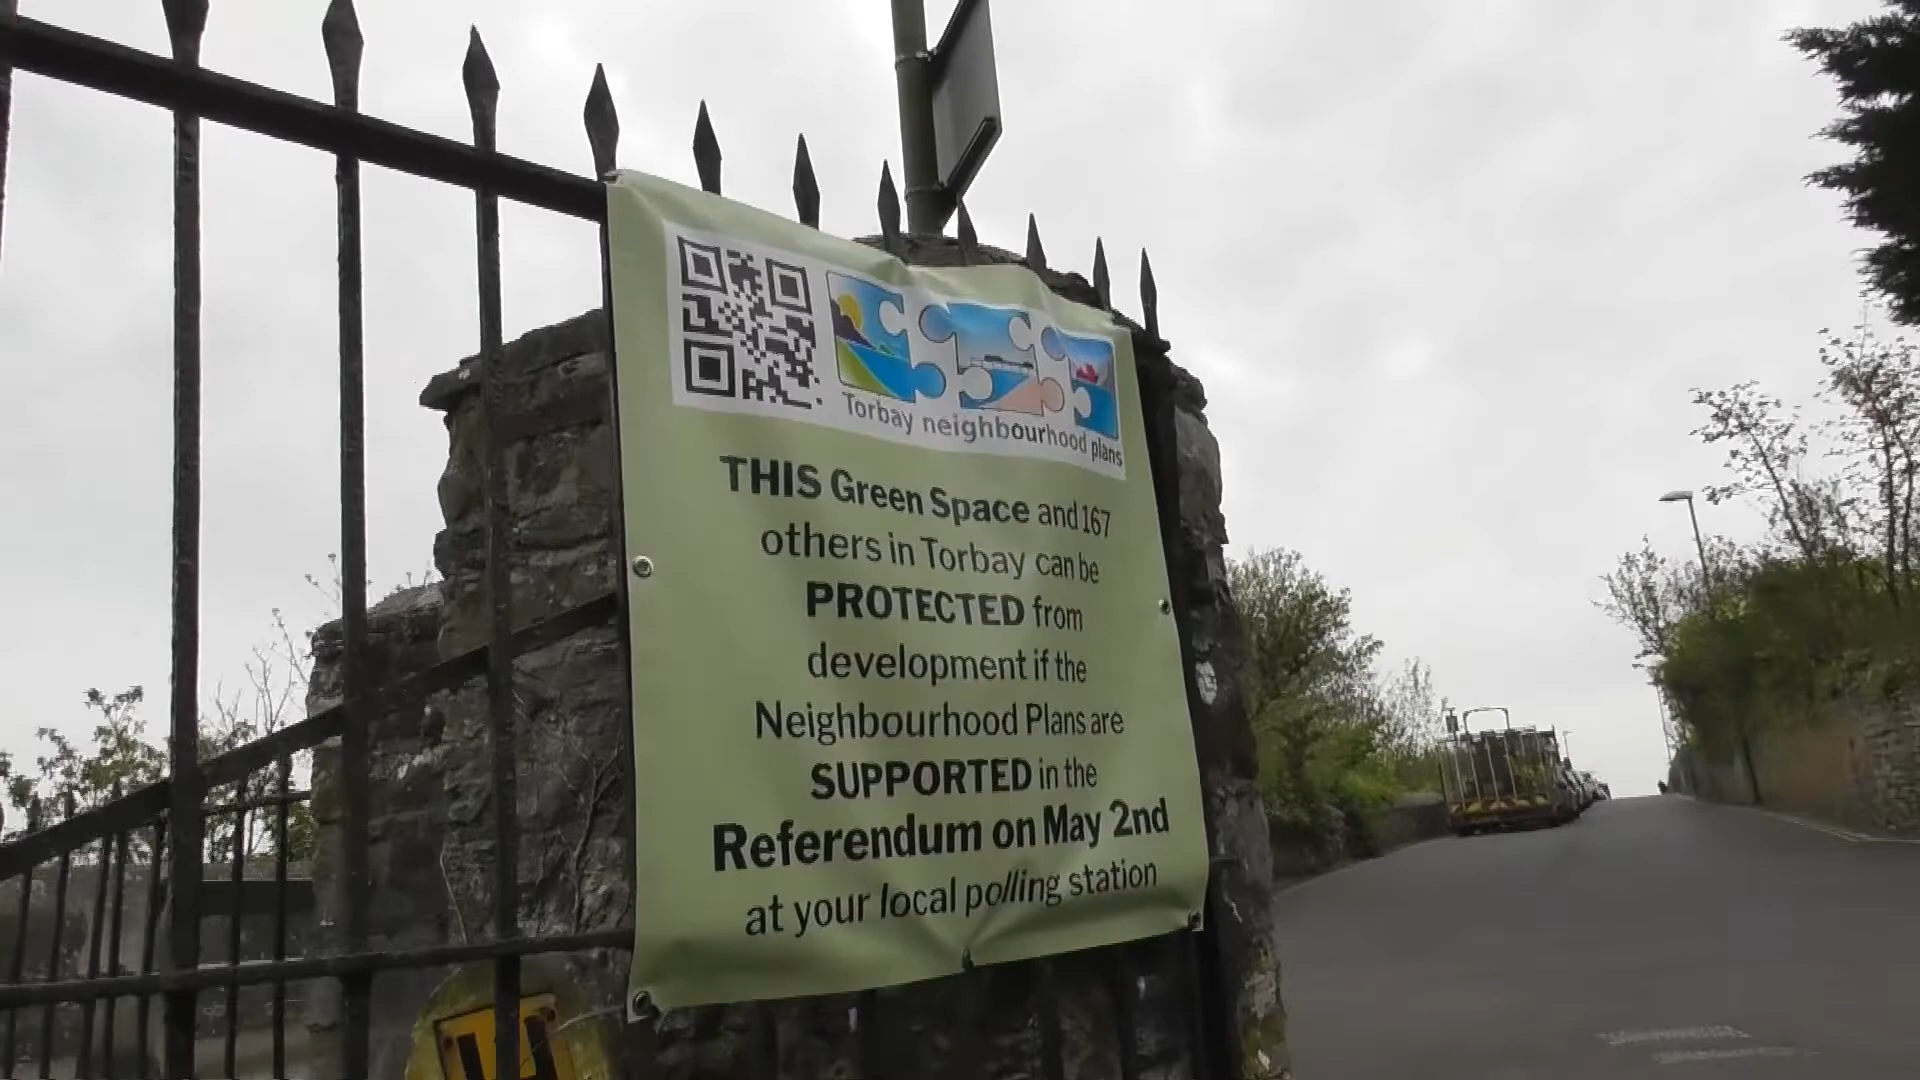 Torbay neighbourhood plans
THIS Green Space and 167
others in Torbay can be
PROTECTED from
development if the
Neighbourhood Plans are
SUPPORTED in the
Referendum on May 2nd
at your local polling station
H